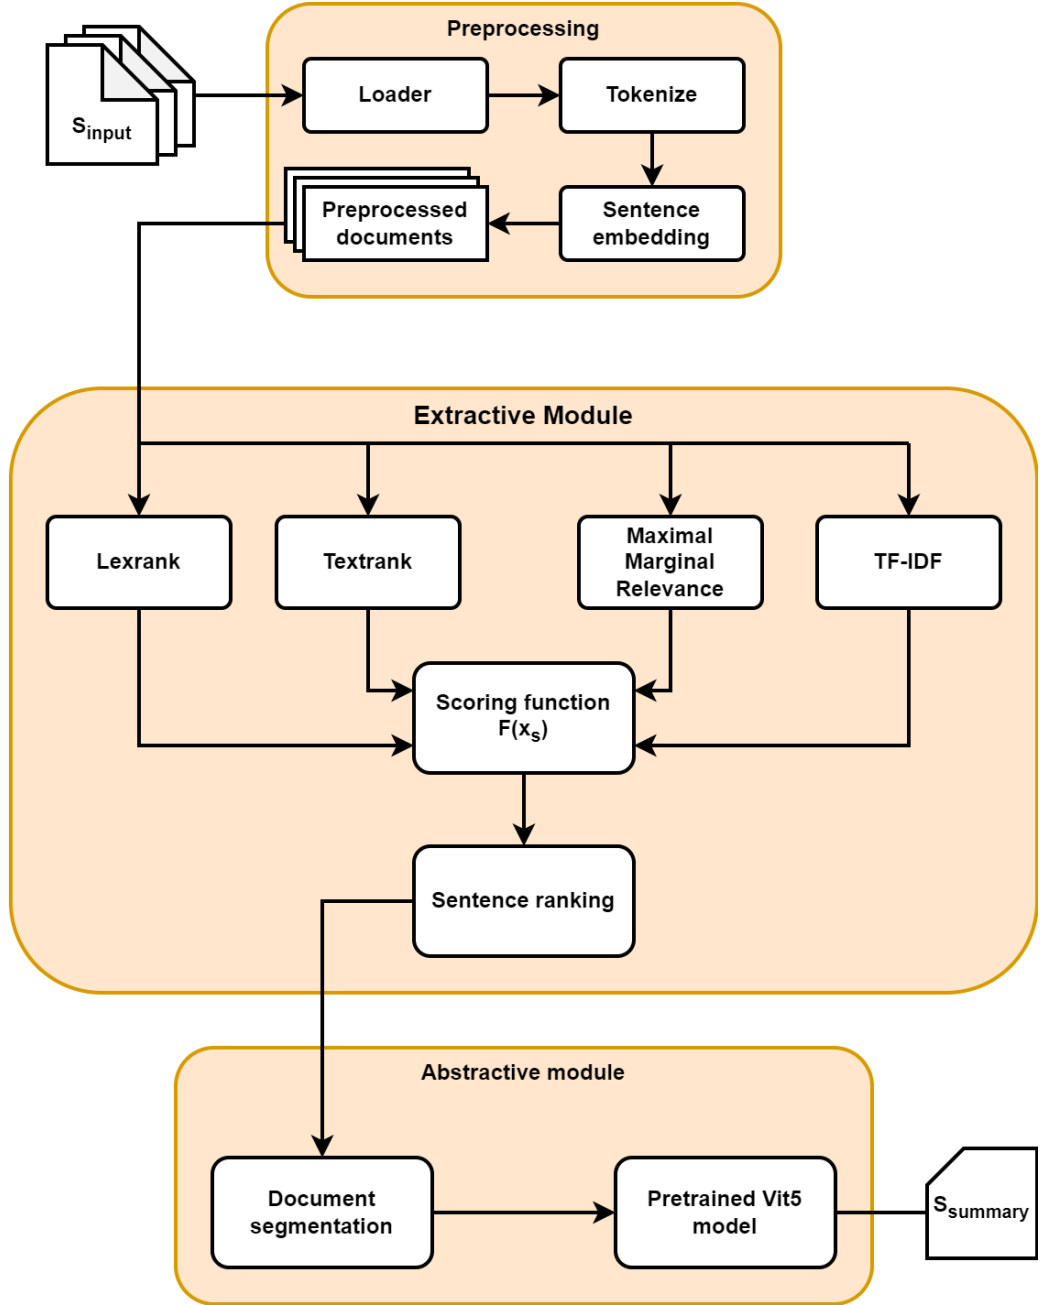 Preprocessing
S_input
Loader
Tokenize
Preprocessed
documents
Sentence
embedding
Extractive Module
Lexrank
Textrank
Maximal
Marginal
Relevance
TF-IDF
Scoring function
F(x_s)
Sentence ranking
Abstractive module
Document
segmentation
Pretrained Vit5
model
S_summary